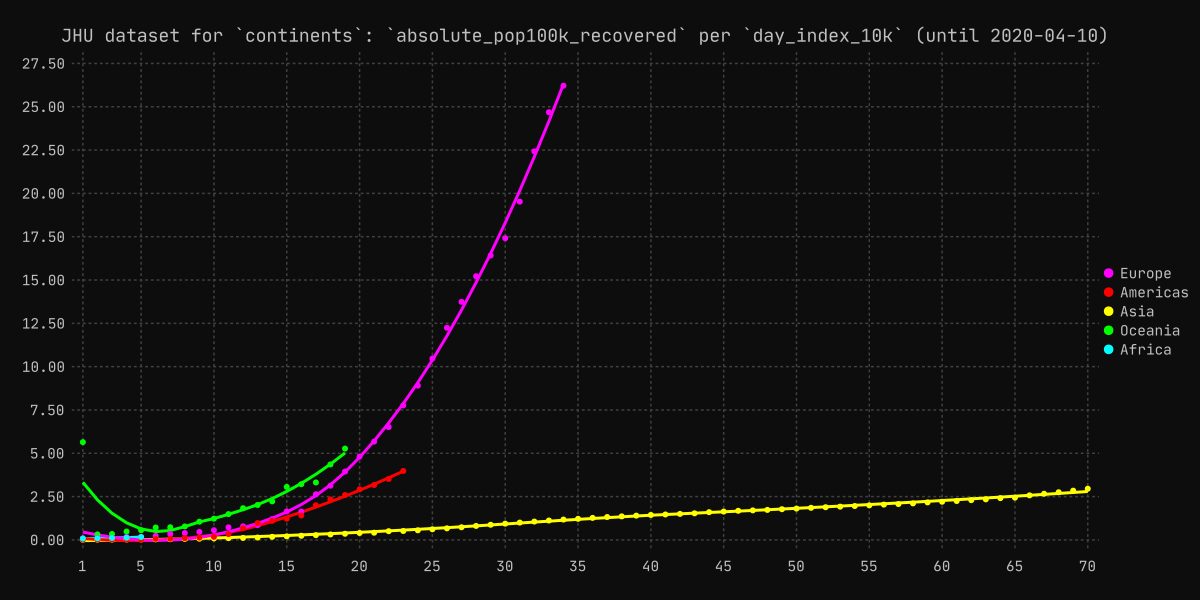 JHU dataset for `continents`: `absolute_pop100k_recovered` per `day_index_10k` (until 2020-04-10)
27.50
25.00
22.50
20.00
17.50
15.00
12.50
10.00
7.50
5.00
2.50
0.00
1 5 10 15 20 25 30 35 40 45 50 55 60 65 70
Europe
Americas
Asia
Oceania
Africa